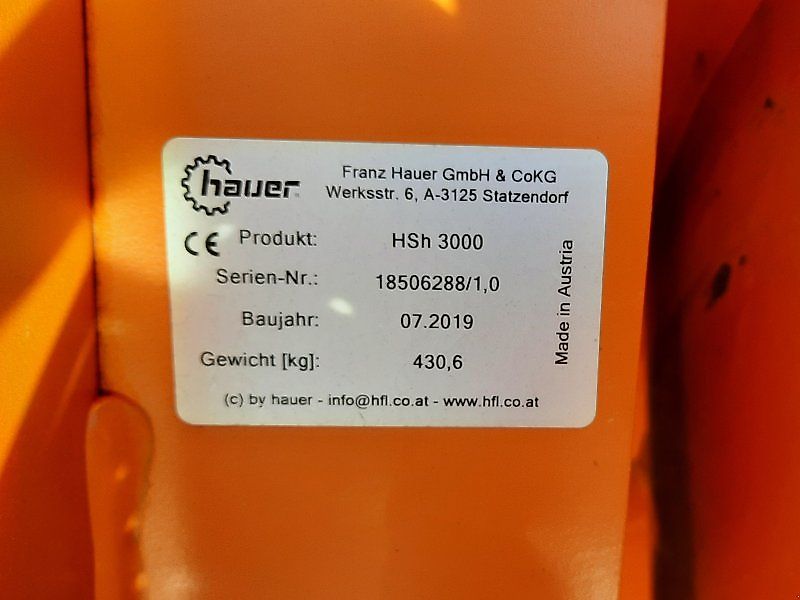 hauer
Franz Hauer GmbH & CoKG
Werksstr. 6, A-3125 Statzendorf
CE
Produkt: HSh 3000
Serien-Nr.: 18506288/1,0
Baujahr: 07.2019
Gewicht [kg]: 430,6
Made in Austria
(c) by hauer - info@hfl.co.at - www.hfl.co.at